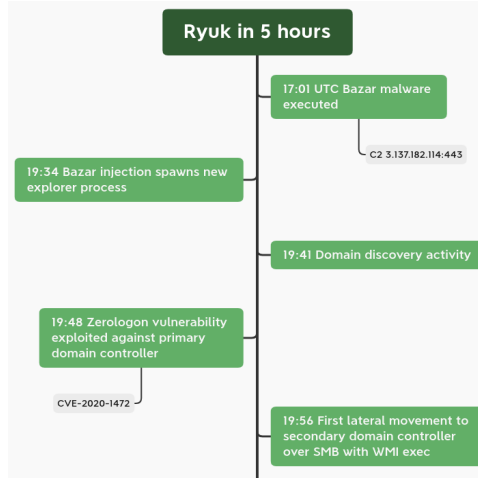 Ryuk in 5 hours
17:01 UTC Bazar malware
executed
C2 3.137.182.114:443
19:34 Bazar injection spawns new
explorer process
19:41 Domain discovery activity
19:48 Zerologon vulnerability
exploited against primary
domain controller
CVE-2020-1472
19:56 First lateral movement to
secondary domain controller
over SMB with WMI exec